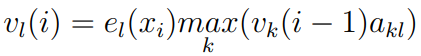 v_l(i) = e_l(x_i) max_k (v_k(i − 1)a_{kl})